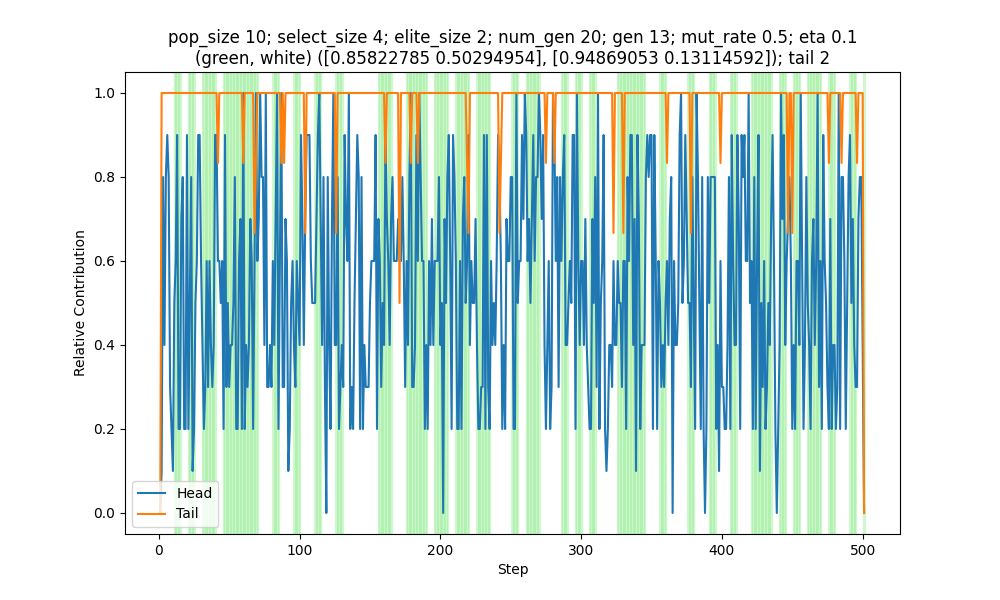 pop_size 10; select_size 4; elite_size 2; num_gen 20; gen 13; mut_rate 0.5; eta 0.1
(green, white) ([0.85822785 0.50294954], [0.94869053 0.13114592]); tail 2
Relative Contribution
1.0
0.8
0.6
0.4
0.2
0.0
Head
Tail
0 100 200 300 400 500
Step